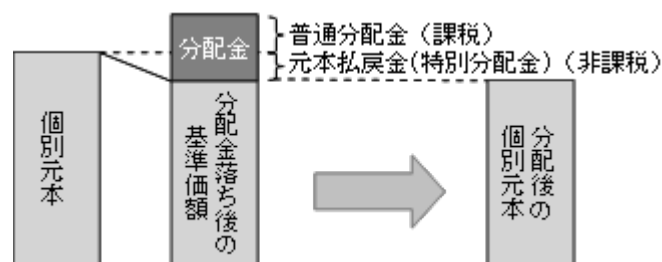 分配金
普通分配金（課税）
元本払戻金(特別分配金)（非課税）
個別元本
分配金落ち後の
基準価額
分配後の
個別元本